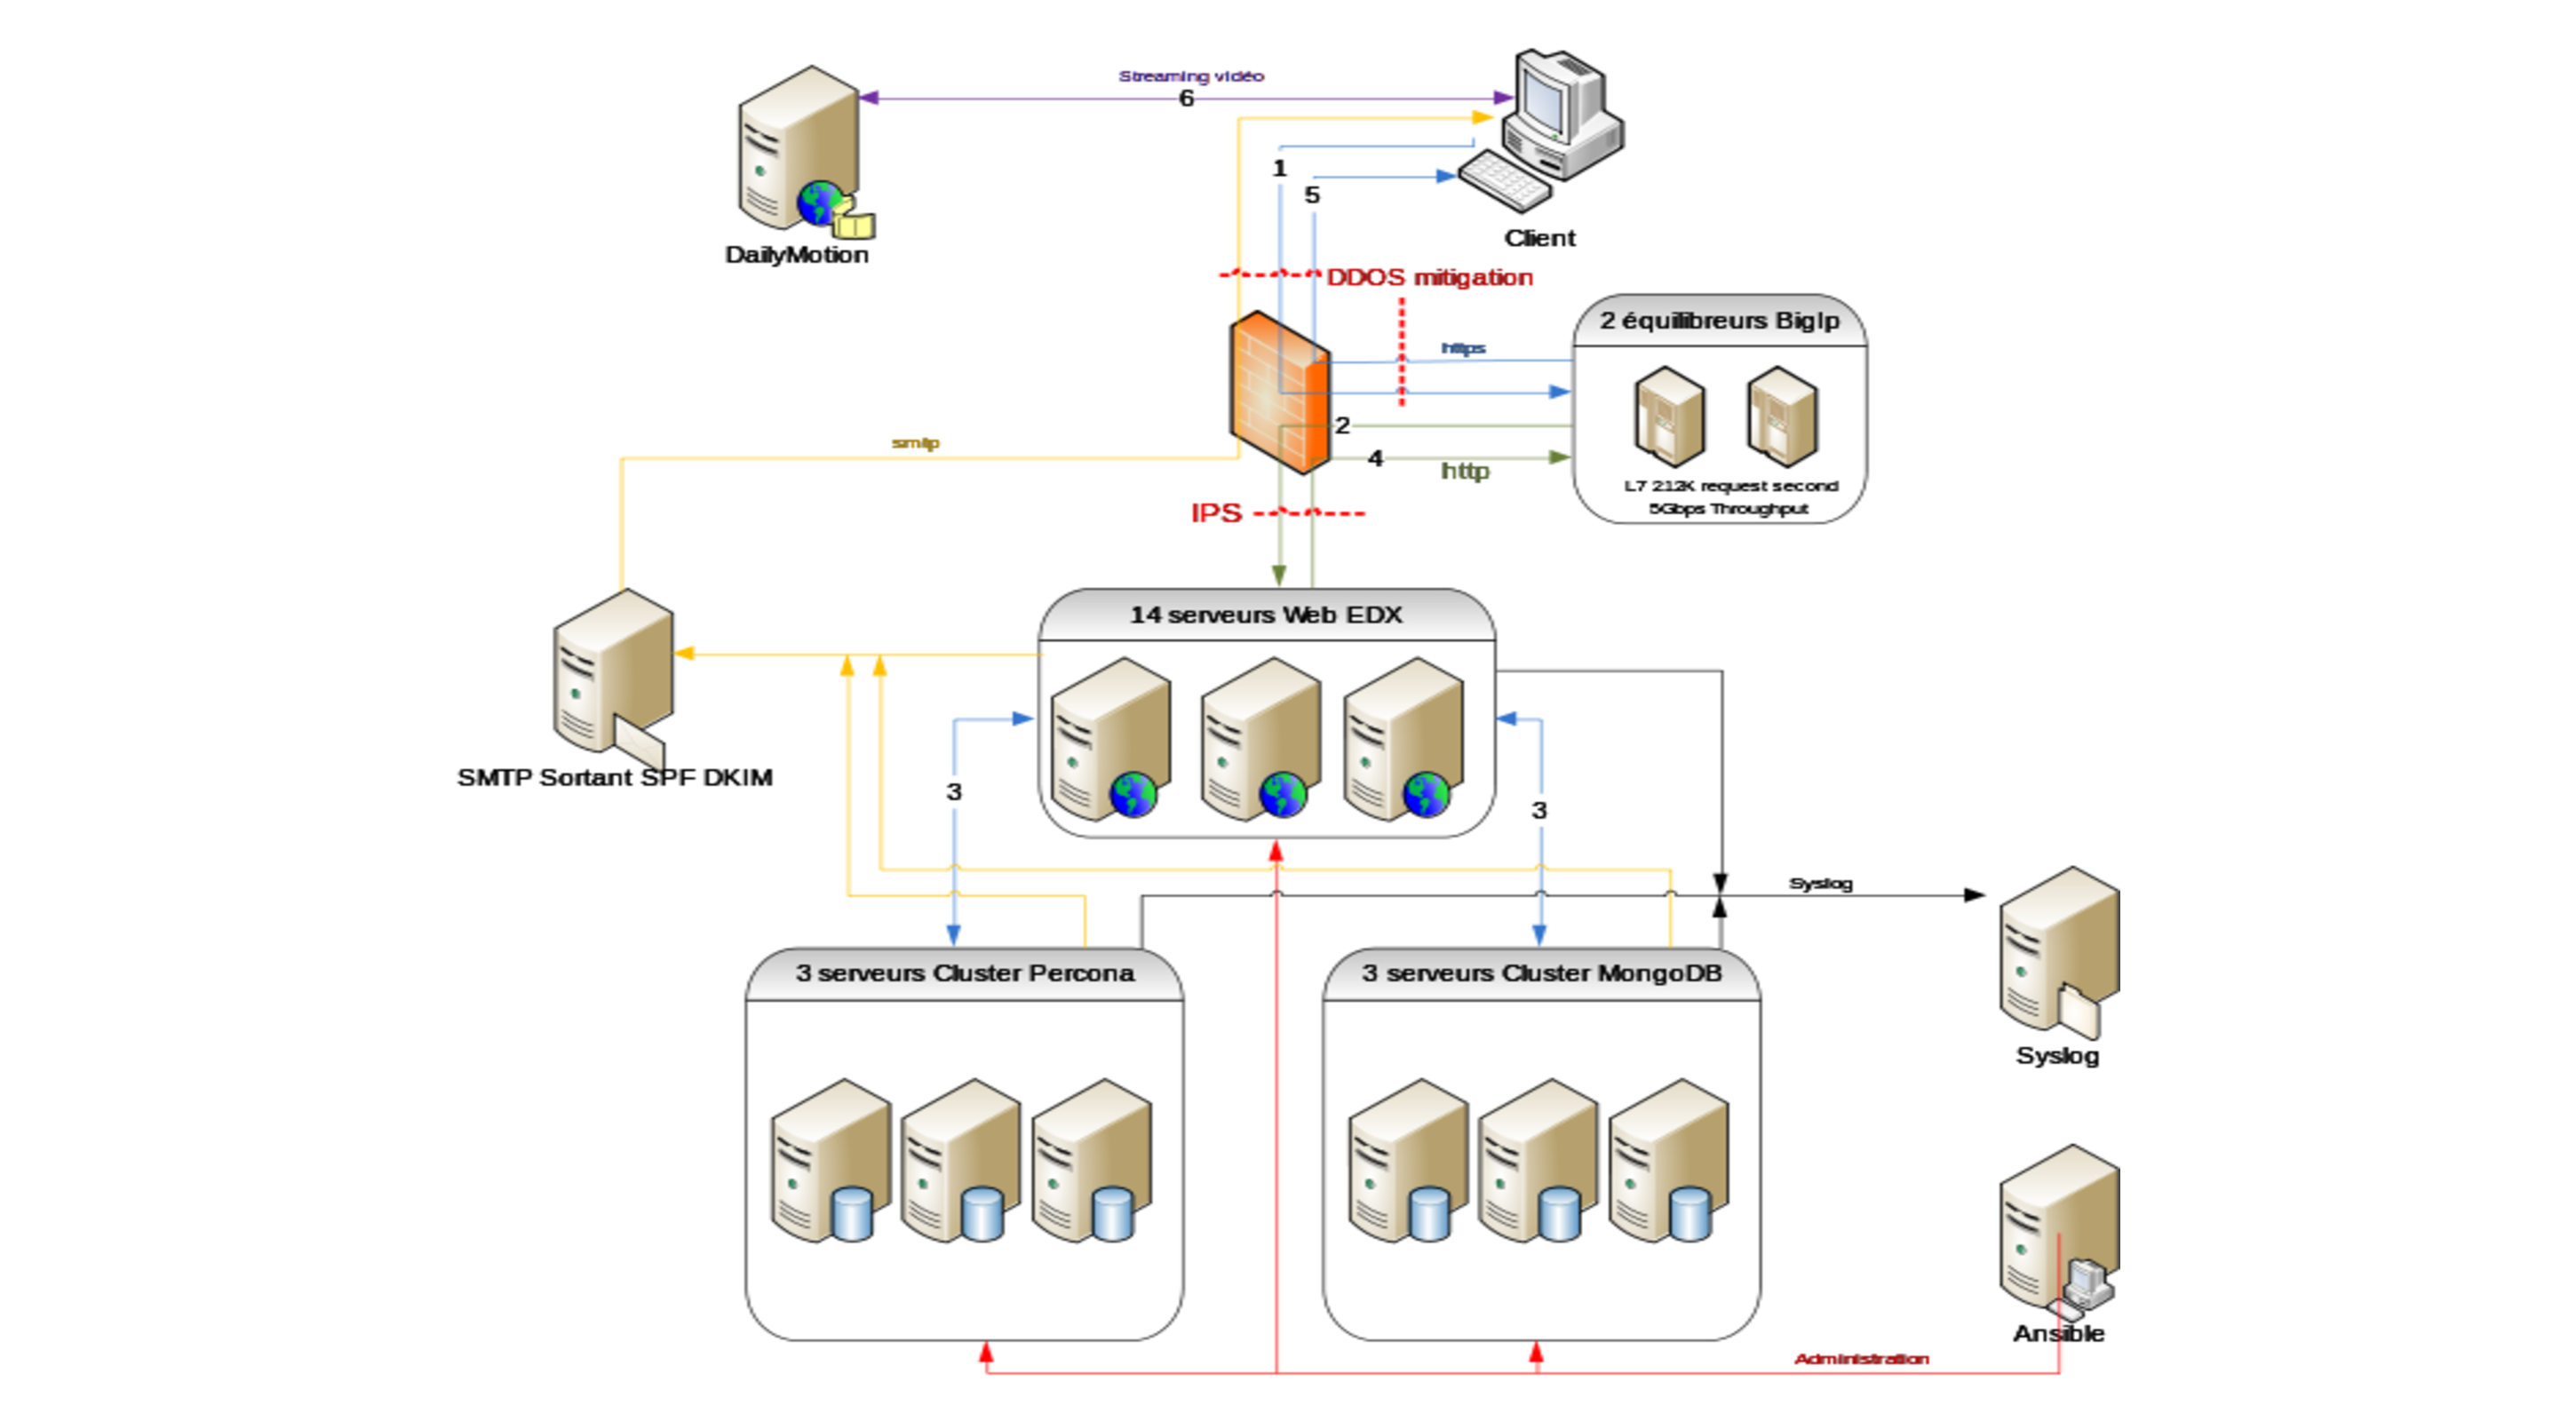 Streaming vidéo
6
1
5
DailyMotion
Client
DDOS mitigation
2 équilibreurs BigIp
https
2
smtp
4
http
L7 212K request second
5Gbps Throughput
IPS
14 serveurs Web EDX
SMTP Sortant SPF DKIM
3
3
Syslog
3 serveurs Cluster Percona
3 serveurs Cluster MongoDB
Syslog
Ansible
Administration